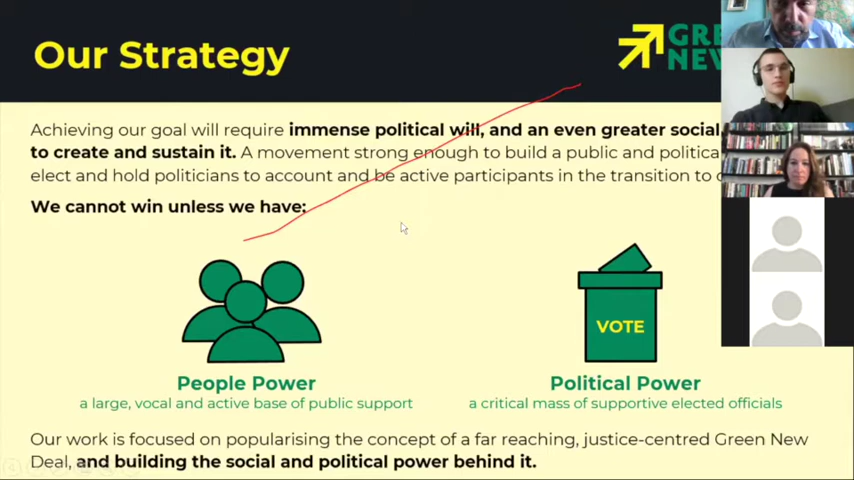 Our Strategy
GRE
NEW
Achieving our goal will require immense political will, and an even greater social
to create and sustain it. A movement strong enough to build a public and politica
elect and hold politicians to account and be active participants in the transition to
We cannot win unless we have:
VOTE
People Power
Political Power
a large, vocal and active base of public support
a critical mass of supportive elected officials
Our work is focused on popularising the concept of a far reaching, justice-centred Green New
Deal, and building the social and political power behind it.